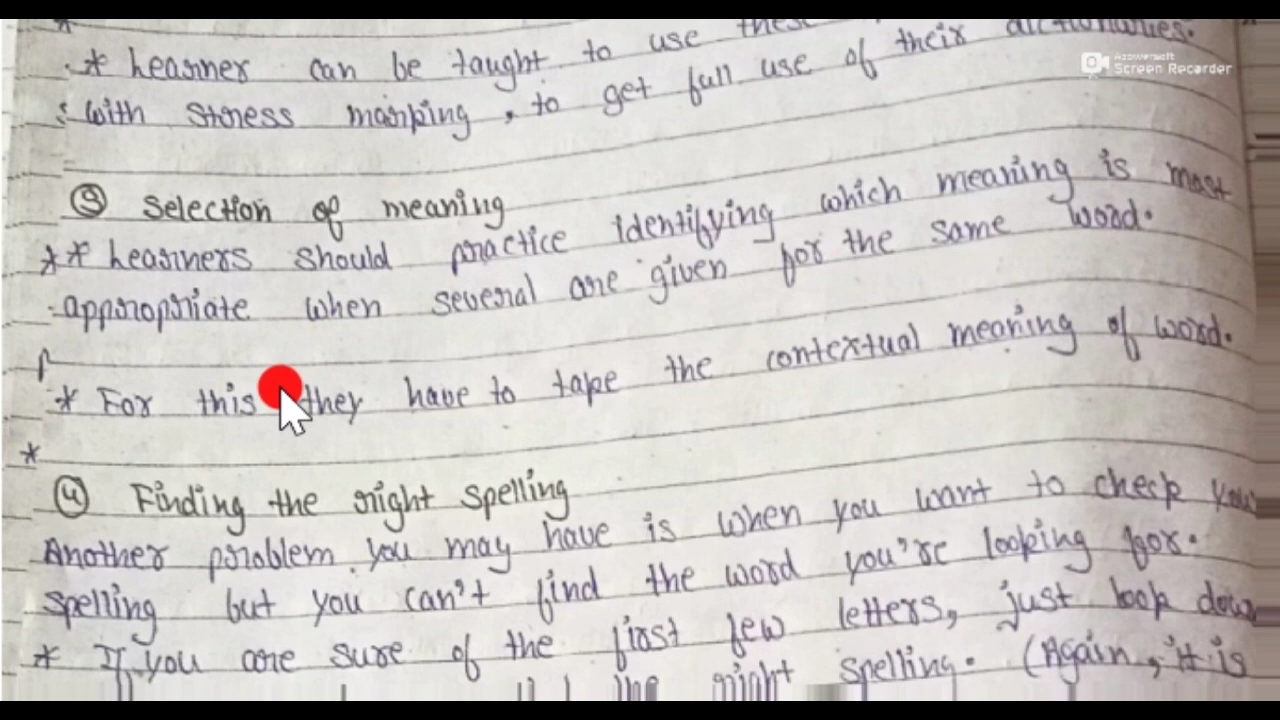 * Learner can be taught to use these
with stress marking, to get full use of their dictionaries.
③ Selection of meaning
** Learners should practice identifying which meaning is most
appropriate when several are given for the same word.
* For this they have to take the contextual meaning of word.
*
④ Finding the right spelling
Another problem you may have is when you want to check your
spelling but you can't find the word you're looking for.
* If you are sure of the first few letters, just look down
the right spelling. (Again, it is
Azowersoft
Screen Recorder